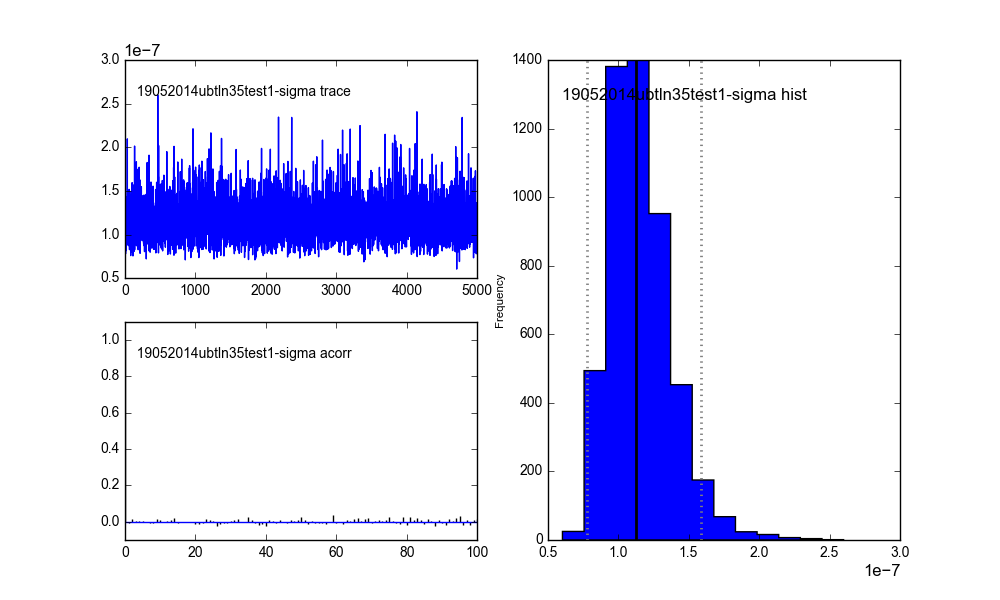 1e−7
3.0
2.5
2.0
1.5
1.0
0.5
19052014ubtln35test1-sigma trace
0 1000 2000 3000 4000 5000
1.0
0.8
0.6
0.4
0.2
0.0
19052014ubtln35test1-sigma acorr
0 20 40 60 80 100
Frequency
1400
1200
1000
800
600
400
200
0
19052014ubtln35test1-sigma hist
0.5 1.0 1.5 2.0 2.5 3.0
1e−7